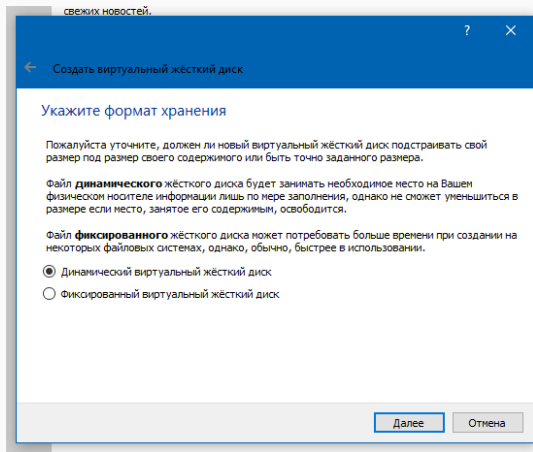 свежих новостей.
?
Создать виртуальный жёсткий диск
Укажите формат хранения
Пожалуйста уточните, должен ли новый виртуальный жёсткий диск подстраивать свой
размер под размер своего содержимого или быть точно заданного размера.
Файл динамического жёсткого диска будет занимать необходимое место на Вашем
физическом носителе информации лишь по мере заполнения, однако не сможет уменьшиться в
размере если место, занятое его содержимым, освободится.
Файл фиксированного жёсткого диска может потребовать больше времени при создании на
некоторых файловых системах, однако, обычно, быстрее в использовании.
Динамический виртуальный жёсткий диск
Фиксированный виртуальный жёсткий диск
Далее Отмена